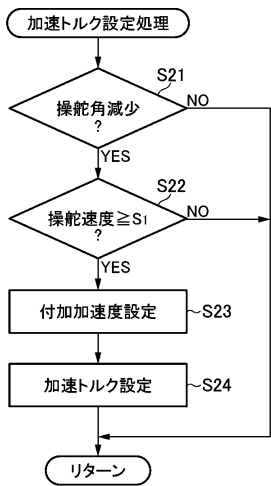 加速トルク設定処理
S21
操舵角減少
?
NO
YES
S22
操舵速度≧S₁
?
NO
YES
付加加速度設定
S23
加速トルク設定
S24
リターン